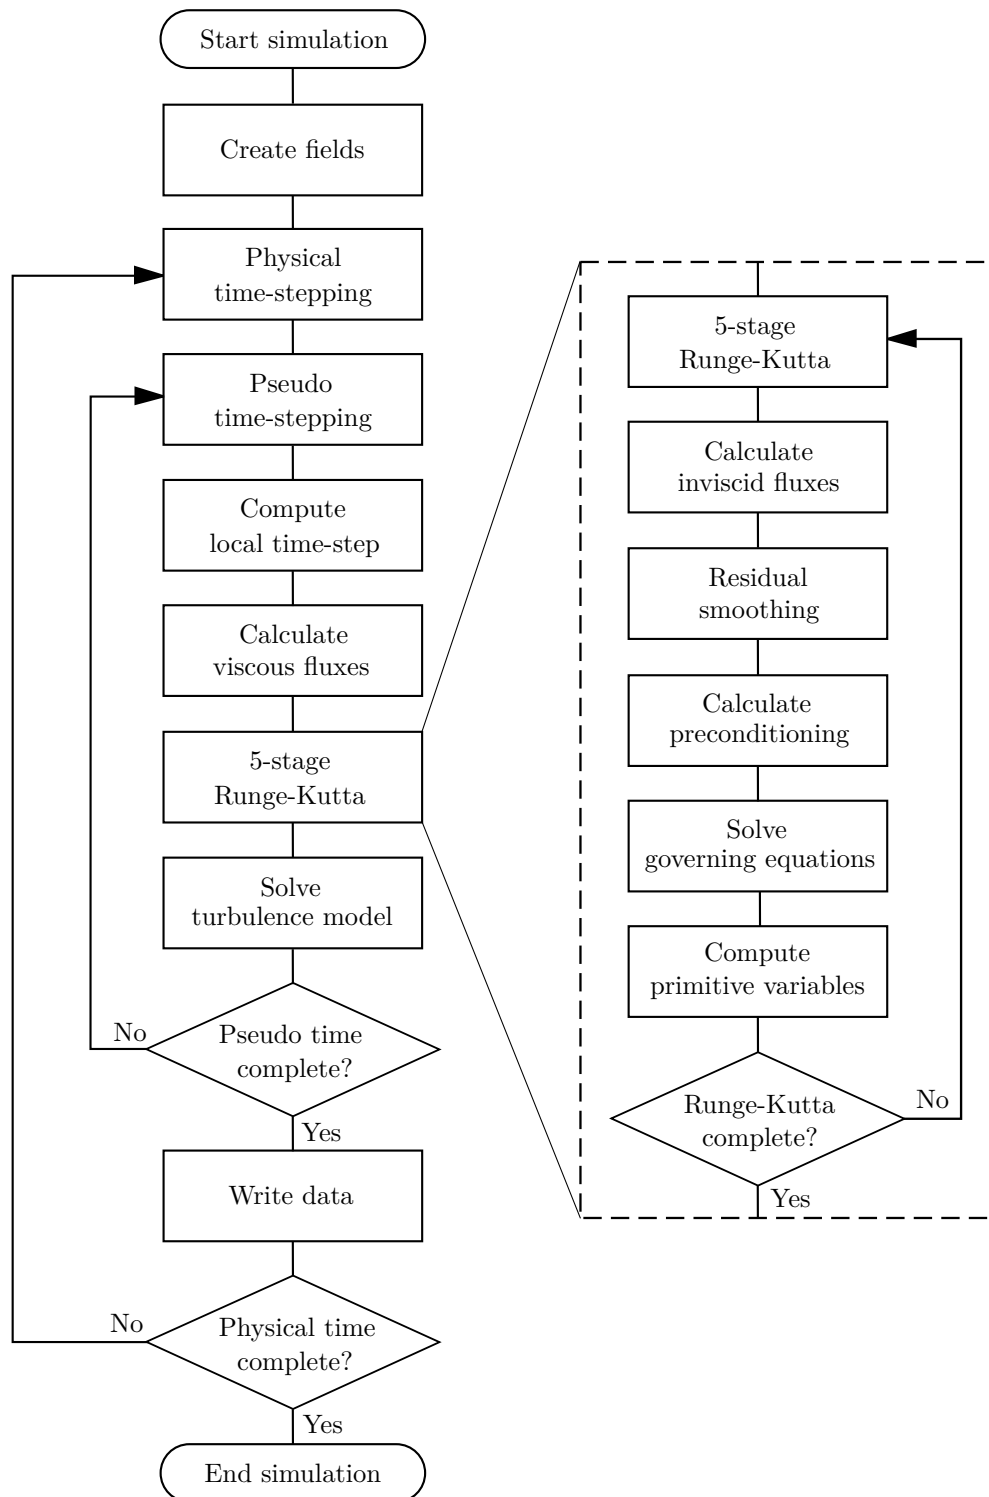 Start simulation
Create fields
Physical
time-stepping
Pseudo
time-stepping
Compute
local time-step
Calculate
viscous fluxes
5-stage
Runge-Kutta
Solve
turbulence model
No
Pseudo time
complete?
Yes
Write data
No
Physical time
complete?
Yes
End simulation
5-stage
Runge-Kutta
Calculate
inviscid fluxes
Residual
smoothing
Calculate
preconditioning
Solve
governing equations
Compute
primitive variables
Runge-Kutta
complete?
No
Yes